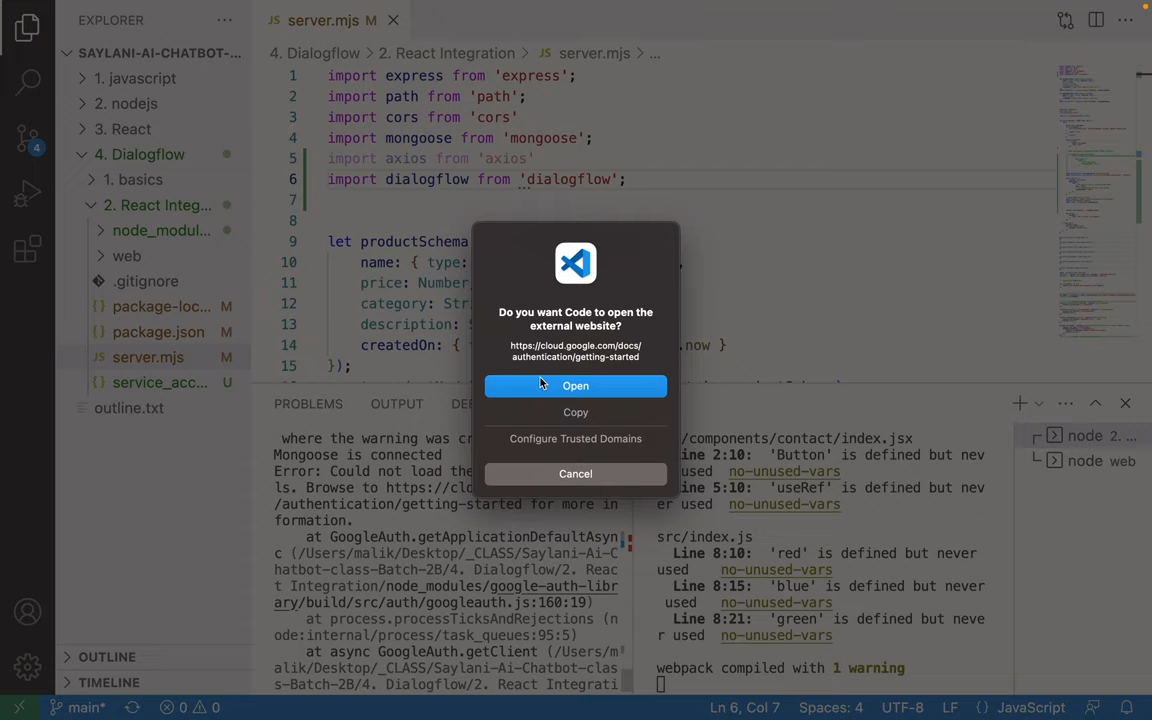 EXPLORER
SAYLANI-AI-CHATBOT-...
1. javascript
2. nodejs
3. React
4. Dialogflow
1. basics
2. React Integ...
node_modul...
web
.gitignore
package-loc... M
package.json M
server.mjs M
service_acc... U
outline.txt
OUTLINE
TIMELINE
4
JS server.mjs M
4. Dialogflow > 2. React Integration > JS server.mjs > ...
1 import express from 'express';
2 import path from 'path';
3 import cors from 'cors'
4 import mongoose from 'mongoose';
5 import axios from 'axios'
6 import dialogflow from 'dialogflow';
7
8
9 let productSchema
10 name: { type:
11 price: Number,
12 category: Stri
13 description: S
14 createdOn: { .now }
15 });
Do you want Code to open the
external website?
https://cloud.google.com/docs/
authentication/getting-started
Open
Copy
Configure Trusted Domains
Cancel
PROBLEMS OUTPUT DE
where the warning was cr
Mongoose is connected
Error: Could not load the
ls. Browse to https://clo
/authentication/getting-started for more in
formation.
at GoogleAuth.getApplicationDefaultAsyn
c (/Users/malik/Desktop/_CLASS/Saylani-Ai-C
hatbot-class-Batch-2B/4. Dialogflow/2. Reac
t Integration/node_modules/google-auth-libr
ary/build/src/auth/googleauth.js:160:19)
at process.processTicksAndRejections (n
ode:internal/process/task_queues:95:5)
at async GoogleAuth.getClient (/Users/m
alik/Desktop/_CLASS/Saylani-Ai-Chatbot-clas
s-Batch-2B/4. Dialogflow/2. React Integrati
/components/contact/index.jsx
ine 2:10: 'Button' is defined but nev
used no-unused-vars
ine 5:10: 'useRef' is defined but nev
er used no-unused-vars
src/index.js
Line 8:10: 'red' is defined but never
used no-unused-vars
Line 8:15: 'blue' is defined but never
used no-unused-vars
Line 8:21: 'green' is defined but neve
r used no-unused-vars
webpack compiled with 1 warning
node 2. ...
node web
main* 0 0 Ln 6, Col 7 Spaces: 4 UTF-8 LF {} JavaScript